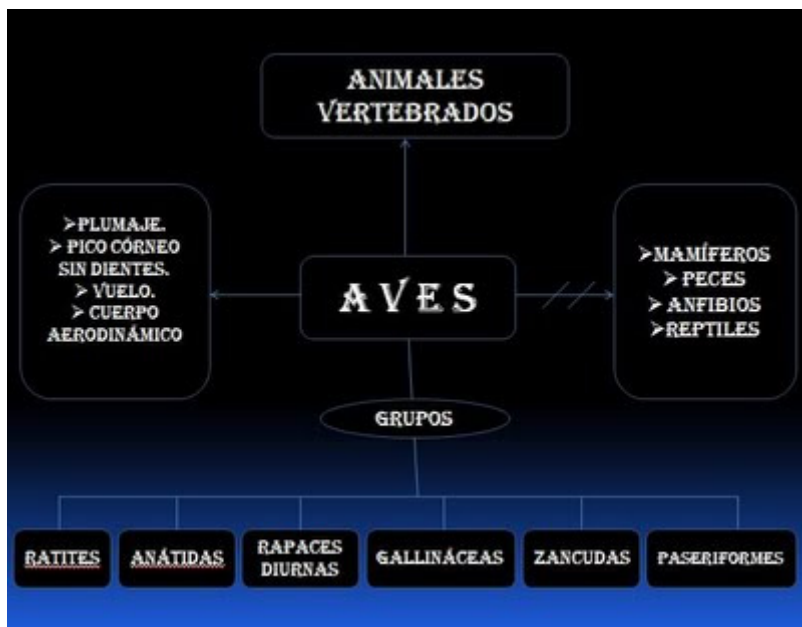 ANIMALES
VERTEBRADOS
➢PLUMAJE.
➢ PICO CÓRNEO
SIN DIENTES.
➢ VUELO.
➢ CUERPO
AERODINÁMICO
AVES
➢MAMÍFEROS
➢ PECES
➢ ANFIBIOS
➢REPTILES
GRUPOS
RATITES
ANÁTIDAS
RAPACES
DIURNAS
GALLINÁCEAS
ZANCUDAS
PASERIFORMES